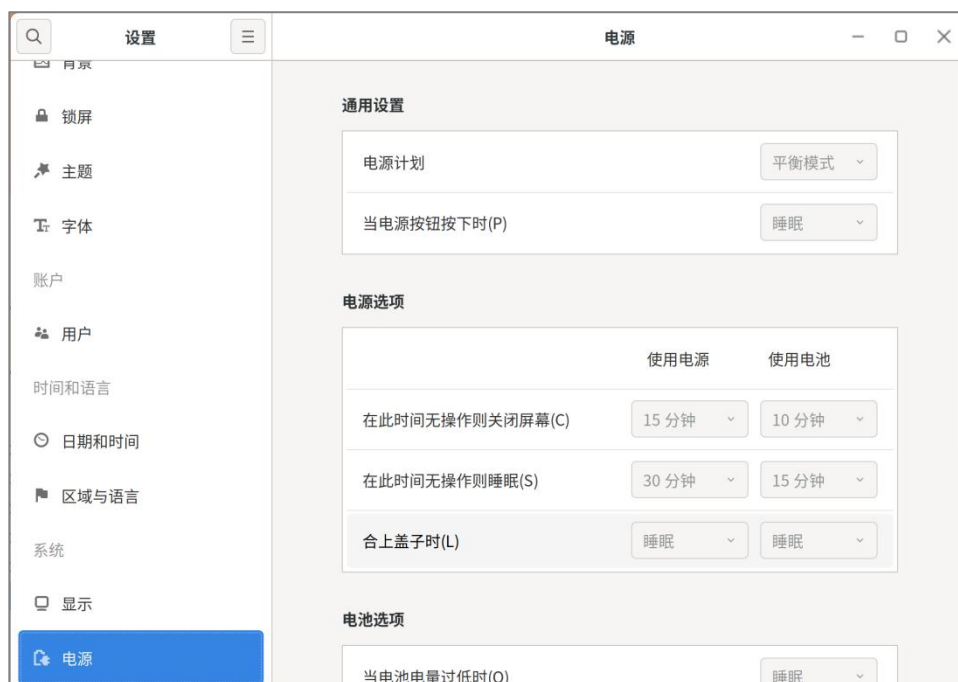 设置
电源
背景
锁屏
主题
字体
账户
用户
时间和语言
日期和时间
区域与语言
系统
显示
电源
通用设置
电源计划 平衡模式
当电源按钮按下时(P) 睡眠
电源选项
使用电源 使用电池
在此时间无操作则关闭屏幕(C) 15 分钟 10 分钟
在此时间无操作则睡眠(S) 30 分钟 15 分钟
合上盖子时(L) 睡眠 睡眠
电池选项
当电池电量过低时(O) 睡眠